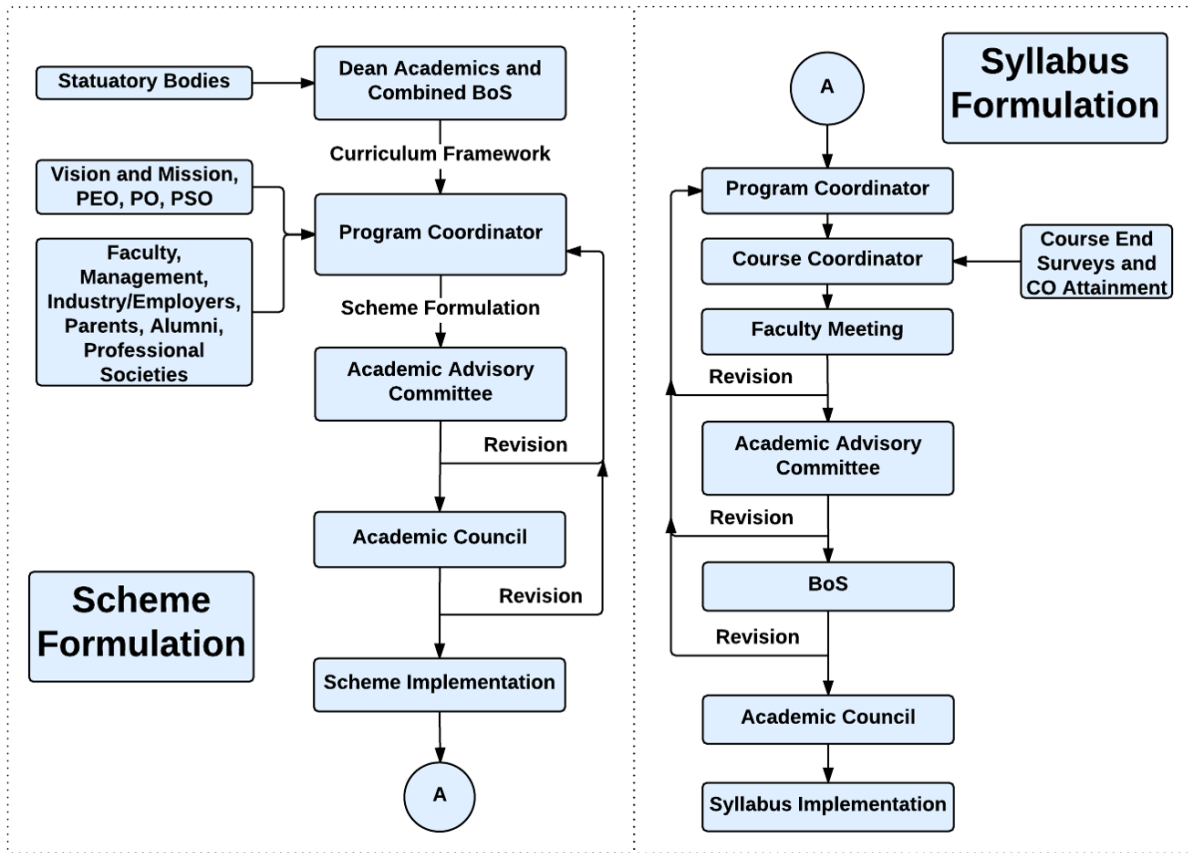 Statuatory Bodies
Dean Academics and
Combined BoS
Curriculum Framework
Vision and Mission,
PEO, PO, PSO
Program Coordinator
Faculty,
Management,
Industry/Employers,
Parents, Alumni,
Professional
Societies
Scheme Formulation
Academic Advisory
Committee
Revision
Academic Council
Revision
Scheme
Formulation
Scheme Implementation
A
Syllabus
Formulation
A
Program Coordinator
Course Coordinator
Course End
Surveys and
CO Attainment
Faculty Meeting
Revision
Academic Advisory
Committee
Revision
BoS
Revision
Academic Council
Syllabus Implementation